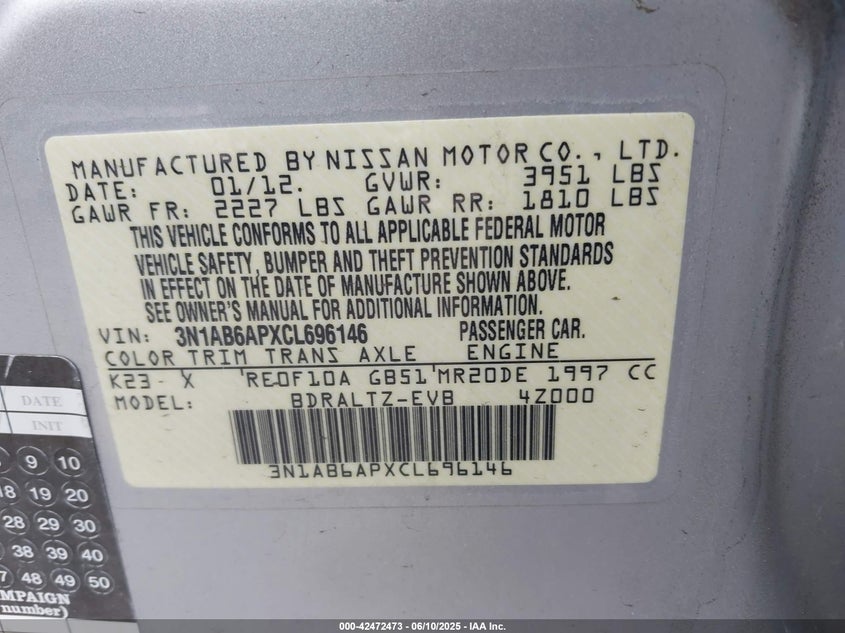 MANUFACTURED BY NISSAN MOTOR CO., LTD.
DATE: 01/12. GVWR: 3951 LBS
GAWR FR: 2227 LBS GAWR RR: 1810 LBS
THIS VEHICLE CONFORMS TO ALL APPLICABLE FEDERAL MOTOR
VEHICLE SAFETY, BUMPER AND THEFT PREVENTION STANDARDS
IN EFFECT ON THE DATE OF MANUFACTURE SHOWN ABOVE.
SEE OWNER'S MANUAL FOR ADDITIONAL INFORMATION.
VIN: 3N1AB6APXCL696146 PASSENGER CAR.
COLOR TRIM TRANS AXLE ENGINE
K23 - X RE0F10A GB51 MR20DE 1997 CC
MODEL: BDRALTZ-EVB 4Z000
3N1AB6APXCL696146
DATE
INIT
9 10
18 19 20
28 29 30
38 39 40
48 49 50
MPAIGN
number)
000-42472473 - 06/10/2025 - IAA Inc.